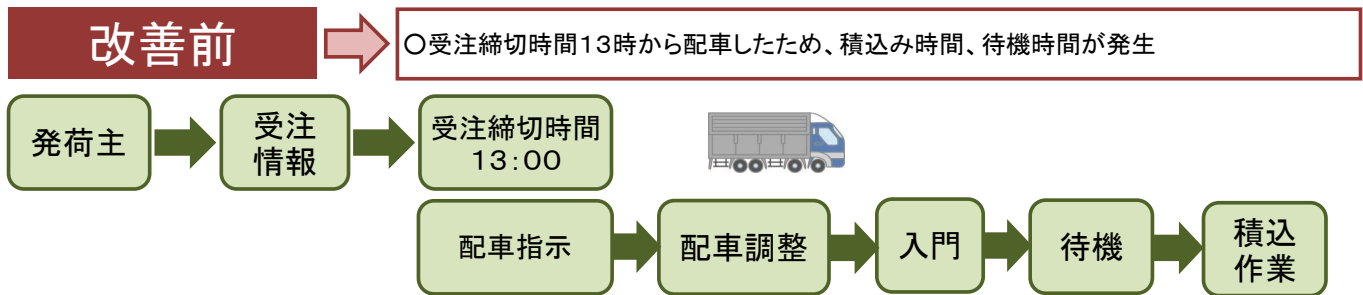 改善前
〇受注締切時間13時から配車したため、積込み時間、待機時間が発生
発荷主
受注
情報
受注締切時間
13:00
配車指示
配車調整
入門
待機
積込
作業